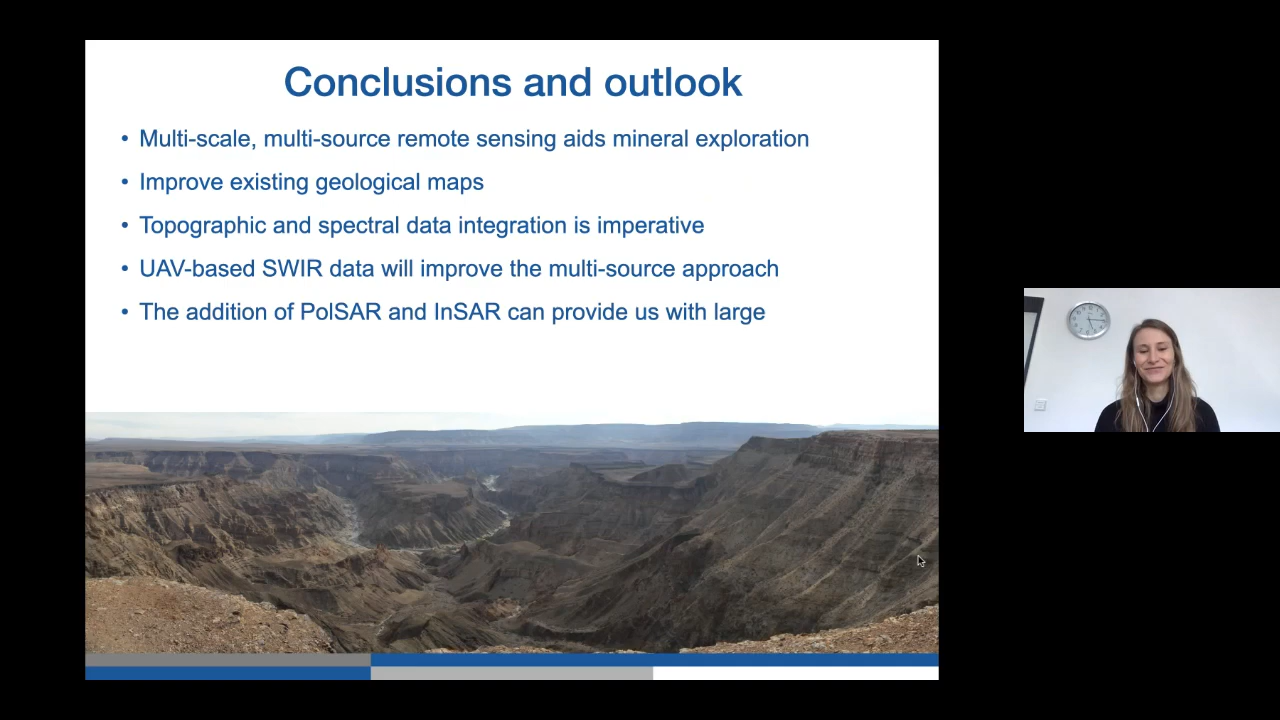 Conclusions and outlook
• Multi-scale, multi-source remote sensing aids mineral exploration
• Improve existing geological maps
• Topographic and spectral data integration is imperative
• UAV-based SWIR data will improve the multi-source approach
• The addition of PolSAR and InSAR can provide us with large